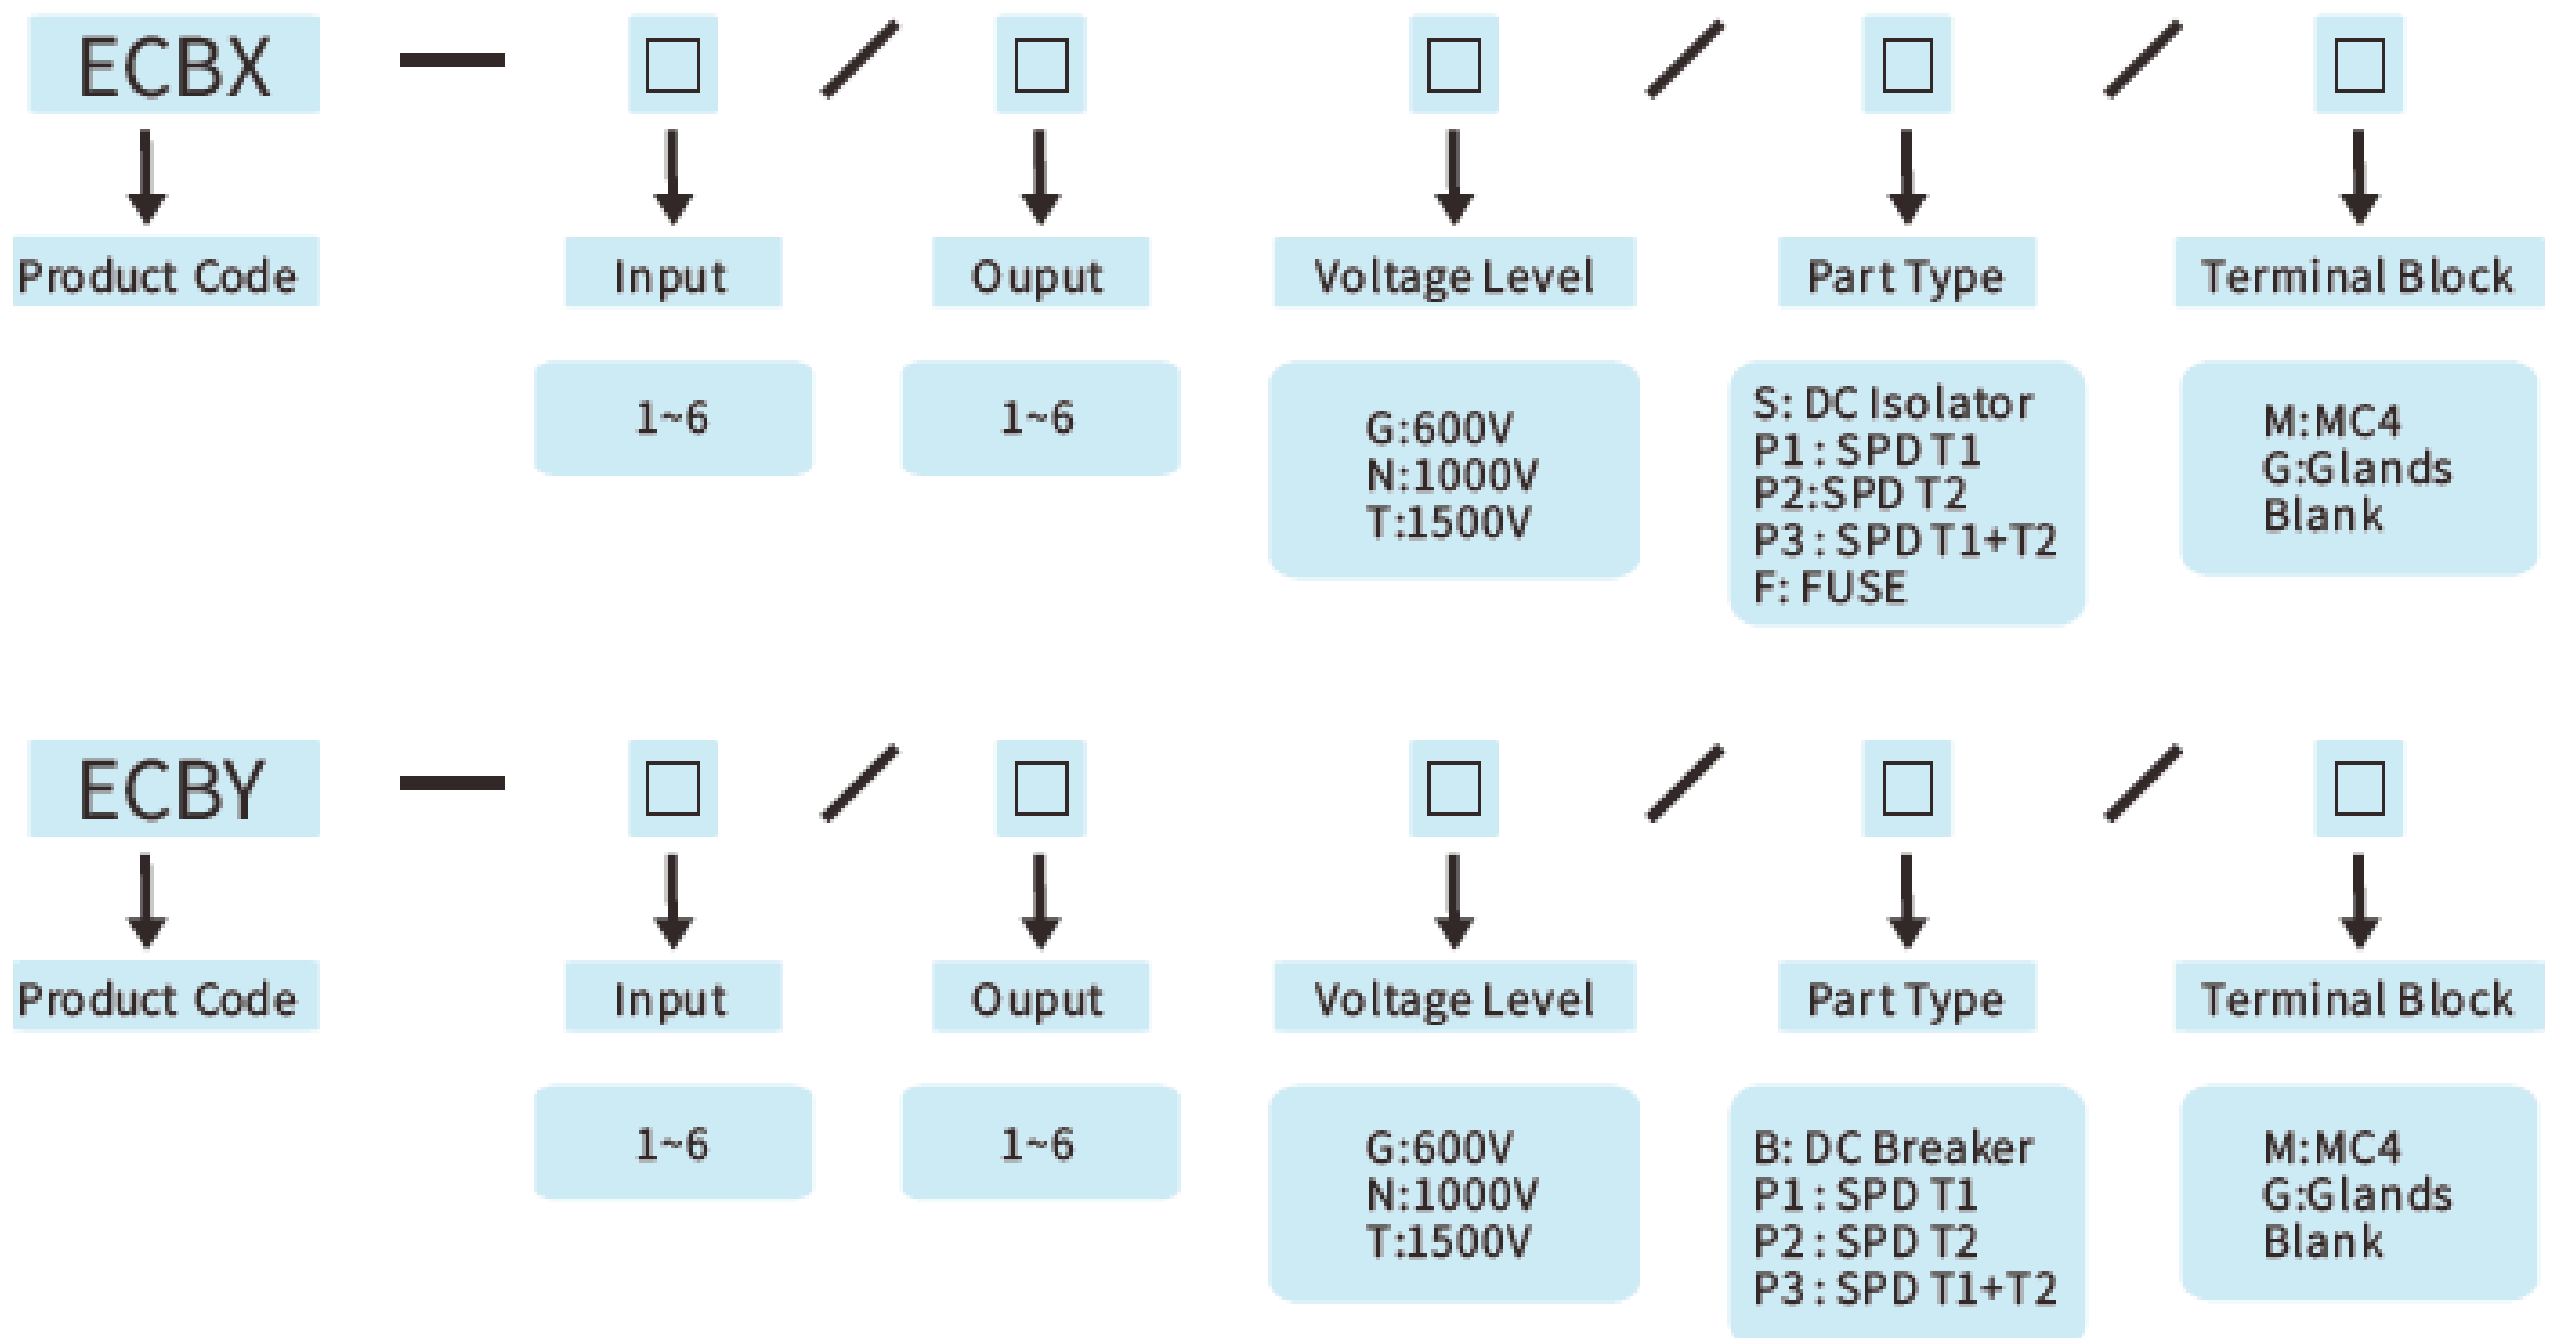 ECBX — □ / □ □ / □ / □
Product Code Input Ouput Voltage Level Part Type Terminal Block
1~6
1~6
G:600V
N:1000V
T:1500V
S: DC Isolator
P1 : SPD T1
P2:SPD T2
P3 : SPD T1+T2
F: FUSE
M:MC4
G:Glands
Blank
ECBY — □ / □ □ / □ / □
Product Code Input Ouput Voltage Level Part Type Terminal Block
1~6
1~6
G:600V
N:1000V
T:1500V
B: DC Breaker
P1 : SPD T1
P2 : SPD T2
P3 : SPD T1+T2
M:MC4
G:Glands
Blank